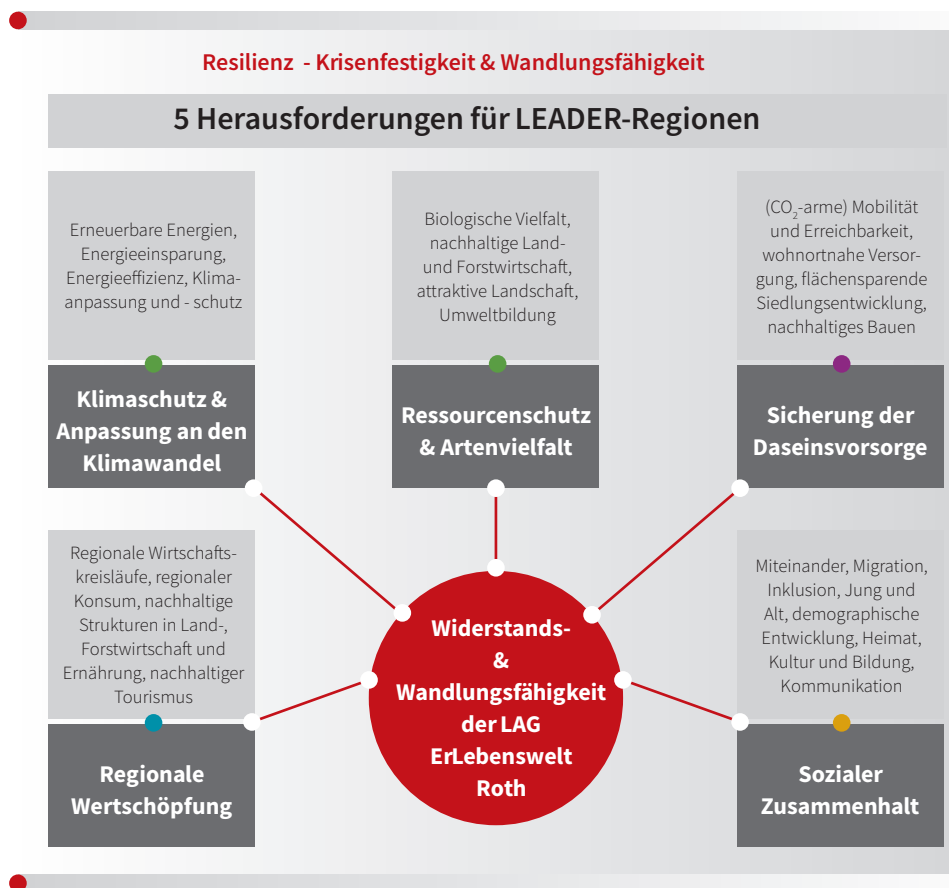 Resilienz - Krisenfestigkeit & Wandlungsfähigkeit
5 Herausforderungen für LEADER-Regionen
Erneuerbare Energien,
Energieeinsparung,
Energieeffizienz, Klima-
anpassung und - schutz
Klimaschutz &
Anpassung an den
Klimawandel
Biologische Vielfalt,
nachhaltige Land-
und Forstwirtschaft,
attraktive Landschaft,
Umweltbildung
Ressourcenschutz
& Artenvielfalt
(CO₂-arme) Mobilität
und Erreichbarkeit,
wohnortnahe Versor-
gung, flächensparende
Siedlungsentwicklung,
nachhaltiges Bauen
Sicherung der
Daseinsvorsorge
Regionale Wirtschafts-
kreisläufe, regionaler
Konsum, nachhaltige
Strukturen in Land-,
Forstwirtschaft und
Ernährung, nachhaltiger
Tourismus
Regionale
Wertschöpfung
Widerstands-
&
Wandlungsfähigkeit
der LAG
ErLebenswelt
Roth
Miteinander, Migration,
Inklusion, Jung und
Alt, demographische
Entwicklung, Heimat,
Kultur und Bildung,
Kommunikation
Sozialer
Zusammenhalt